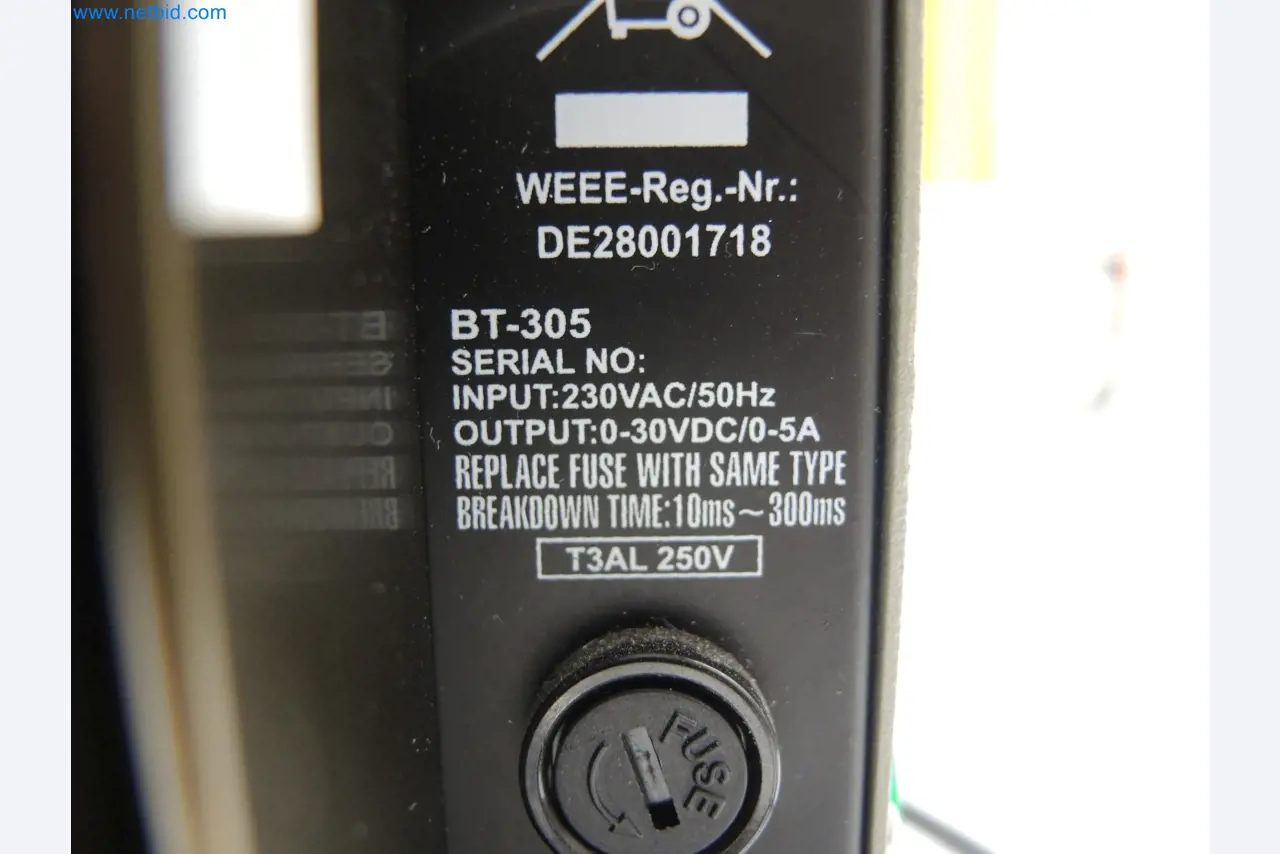 www.netbid.com
WEEE-Reg.-Nr.:
DE28001718
BT-305
SERIAL NO:
INPUT:230VAC/50Hz
OUTPUT:0-30VDC/0-5A
REPLACE FUSE WITH SAME TYPE
BREAKDOWN TIME:10ms~300ms
T3AL 250V
FUSE